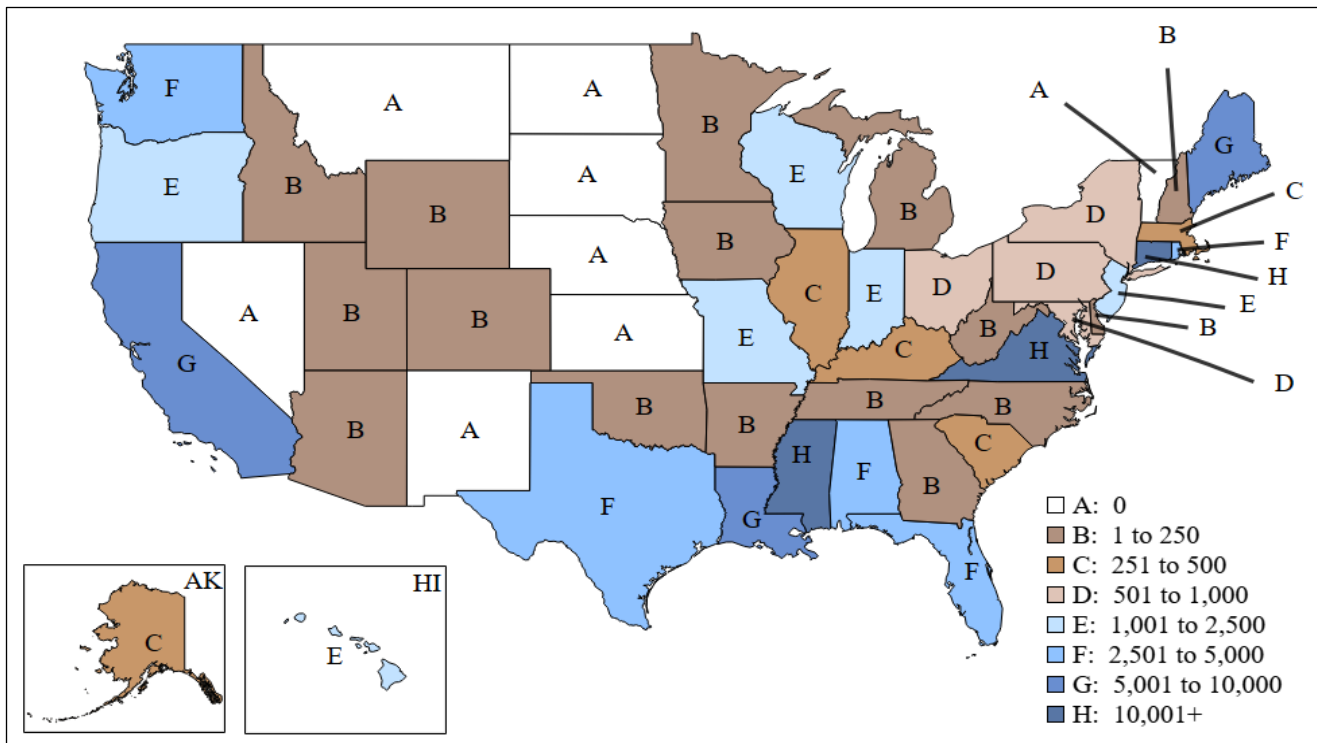 B
A
F
A
A
G
B
E
B
A
E
C
B
B
D
F
A
B
D
H
E
D
A
B
B
C
E
B
E
B
A
E
H
G
C
D
B
B
A
B
B
B
B
C
H
F
B
F
G
F
A: 0
B: 1 to 250
C: 251 to 500
D: 501 to 1,000
E: 1,001 to 2,500
F: 2,501 to 5,000
G: 5,001 to 10,000
H: 10,001+
AK
C
HI
E